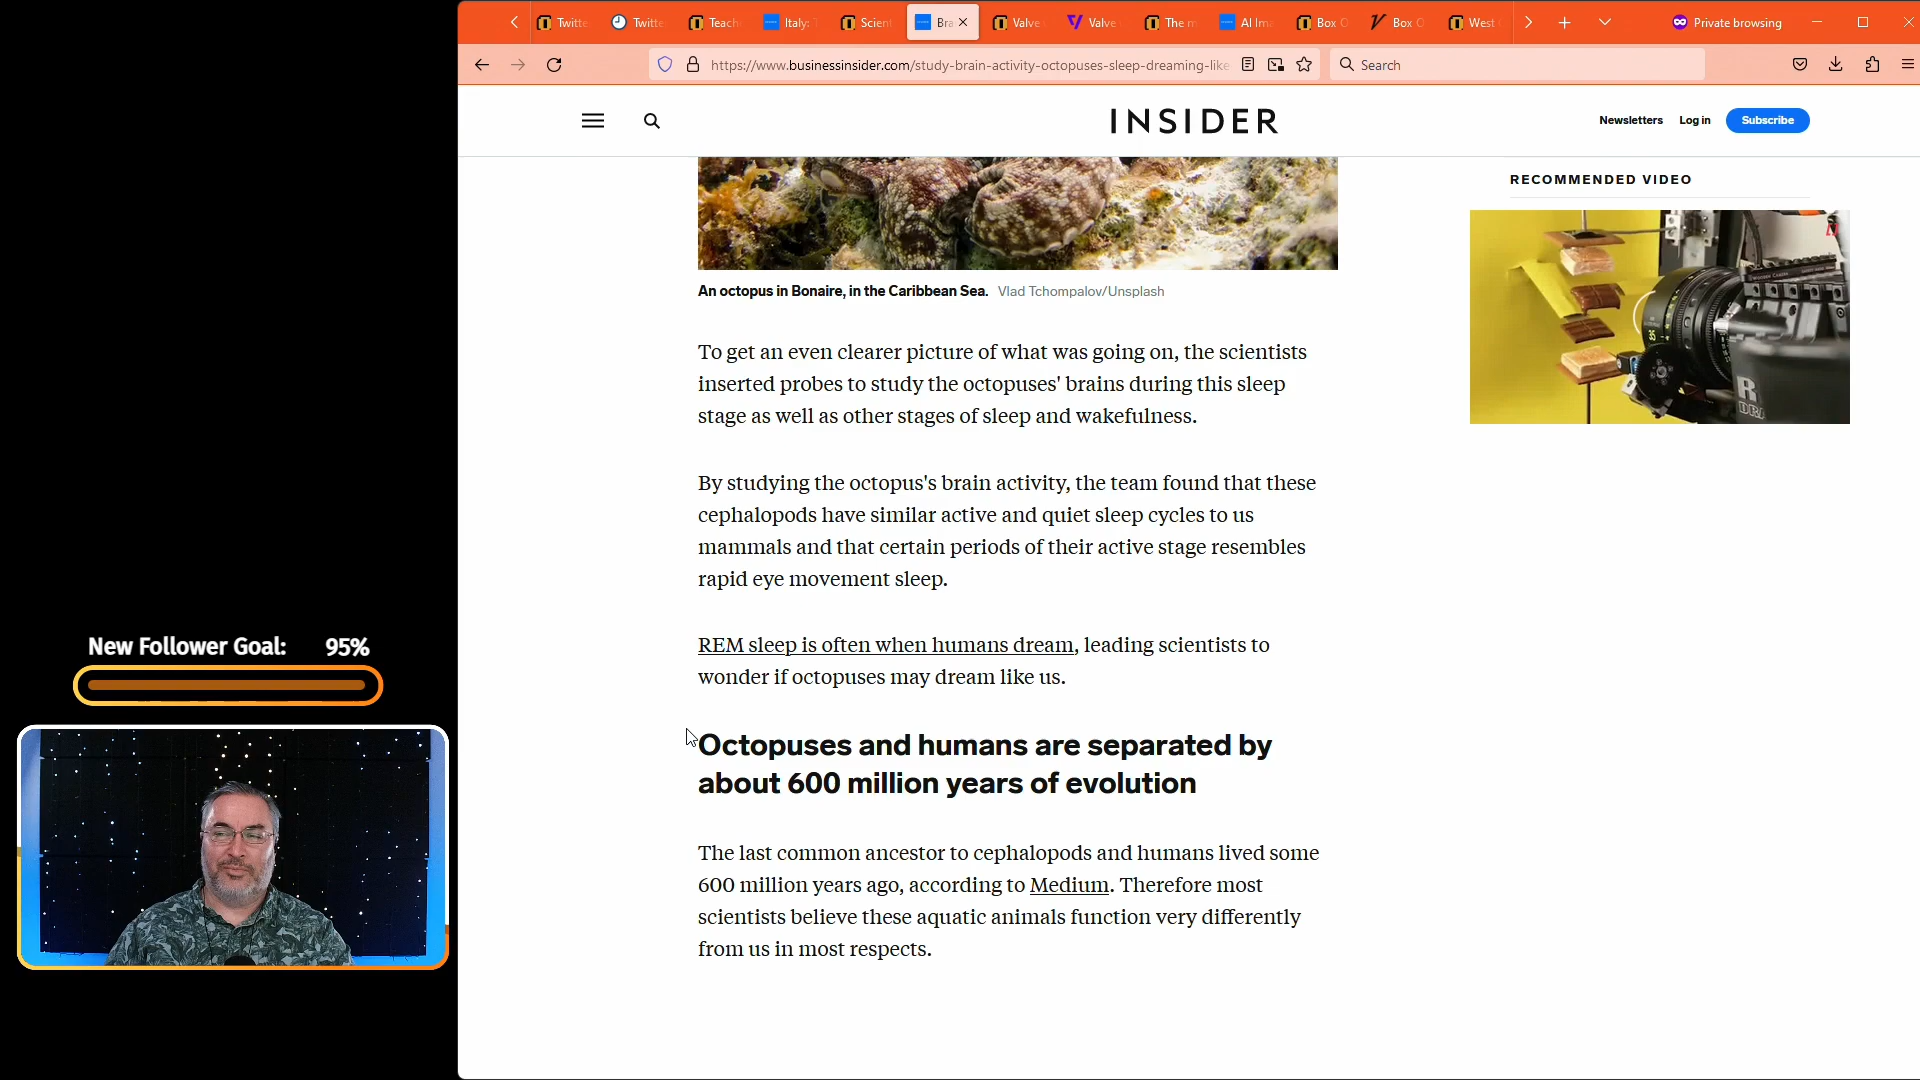 Twitte
Twitte
Teach
Italy: T
Scient
Bra
Valve
Valve
The m
AI Ima
Box O
Box O
West
Private browsing
https://www.businessinsider.com/study-brain-activity-octopuses-sleep-dreaming-like
Search
INSIDER
Newsletters
Log in
Subscribe
RECOMMENDED VIDEO
An octopus in Bonaire, in the Caribbean Sea. Vlad Tchompalov/Unsplash
To get an even clearer picture of what was going on, the scientists
inserted probes to study the octopuses' brains during this sleep
stage as well as other stages of sleep and wakefulness.
By studying the octopus's brain activity, the team found that these
cephalopods have similar active and quiet sleep cycles to us
mammals and that certain periods of their active stage resembles
rapid eye movement sleep.
REM sleep is often when humans dream, leading scientists to
wonder if octopuses may dream like us.
Octopuses and humans are separated by
about 600 million years of evolution
The last common ancestor to cephalopods and humans lived some
600 million years ago, according to Medium. Therefore most
scientists believe these aquatic animals function very differently
from us in most respects.
New Follower Goal: 95%